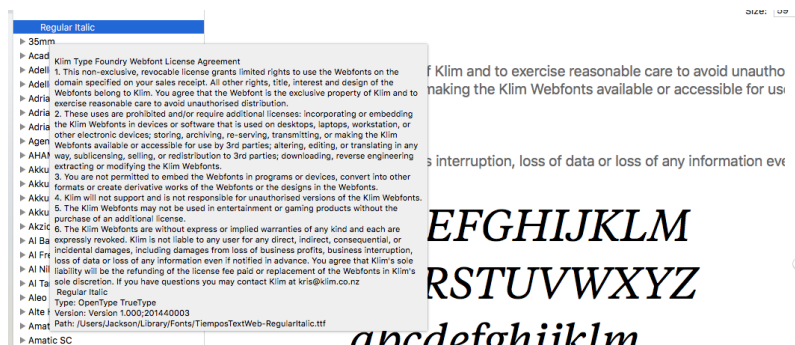 Size: 59
Regular Italic
35mm
Acad
Adell
Adell
Adria
Adria
Adria
Agen
AHAM
Akku
Akku
Akku
Akku
Akzid
Al Ba
Al Fre
Al Nil
Al Ta
Aleo
Alte H
Amat
Amatic SC
Klim Type Foundry Webfont License Agreement
1. This non-exclusive, revocable license grants limited rights to use the Webfonts on the
domain specified on your sales receipt. All other rights, title, interest and design of the
Webfonts belong to Klim. You agree that the Webfont is the exclusive property of Klim and to
exercise reasonable care to avoid unauthorised distribution.
2. These uses are prohibited and/or require additional licenses: incorporating or embedding
the Klim Webfonts in devices or software that is used on desktops, laptops, workstation, or
other electronic devices; storing, archiving, re-serving, transmitting, or making the Klim
Webfonts available or accessible for use by 3rd parties; altering, editing, or translating in any
way, sublicensing, selling, or redistribution to 3rd parties; downloading, reverse engineering
extracting or modifying the Klim Webfonts.
3. You are not permitted to embed the Webfonts in programs or devices, convert into other
formats or create derivative works of the Webfonts or the designs in the Webfonts.
4. Klim will not support and is not responsible for unauthorised versions of the Klim Webfonts.
5. The Webfonts may not be used in entertainment or gaming products without the
purchase of an additional license.
6. The Webfonts are without express or implied warranties of any kind and each are
expressly revoked. Klim is not liable to any user for any direct, indirect, consequential, or
incidental damages, including damages from loss of business profits, business interruption,
loss of data or loss of any information even if notified in advance. You agree that Klim's sole
liability will be the refunding of the license fee paid or replacement of the Webfonts in Klim's
sole discretion. If you have questions you may contact Klim at kris@klim.co.nz
Regular Italic
Type: OpenType TrueType
Version: Version 1.000;201440003
Path: /Users/Jackson/Library/Fonts/TiemposTextWeb-RegularItalic.ttf
f Klim and to exercise reasonable care to avoid unautho
making the Klim Webfonts available or accessible for use
s interruption, loss of data or loss of any information eve
EFGHIJKLM
RSTUVWXYZ
abcdefghijklm